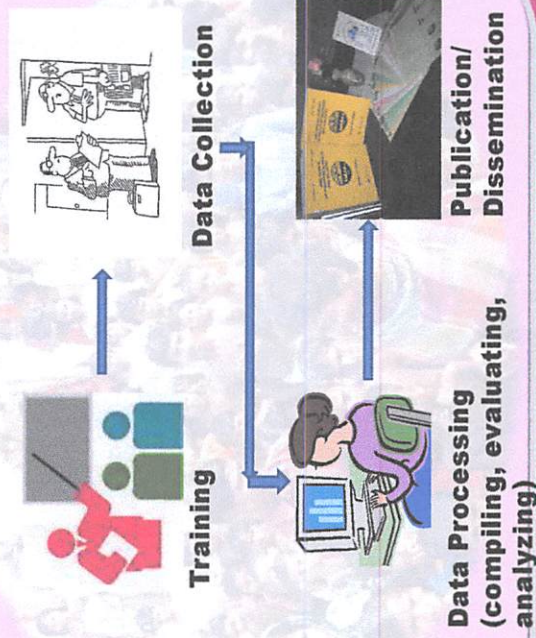 Training
Data Collection
Data Processing
(compiling, evaluating,
analyzing)
Publication/
Dissemination